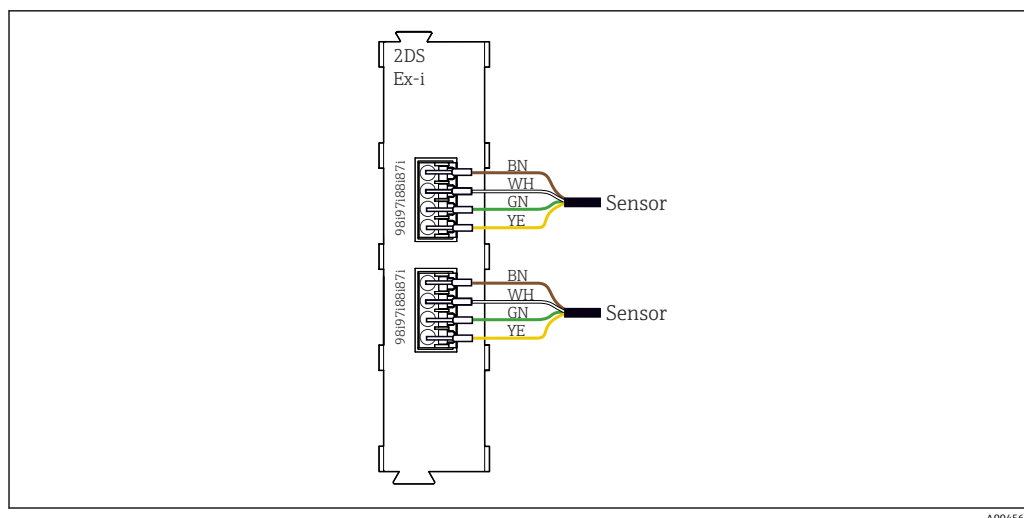 2DS
Ex-i
98i97i88i87i
BN
WH
GN
YE
Sensor
98i97i88i87i
BN
WH
GN
YE
Sensor